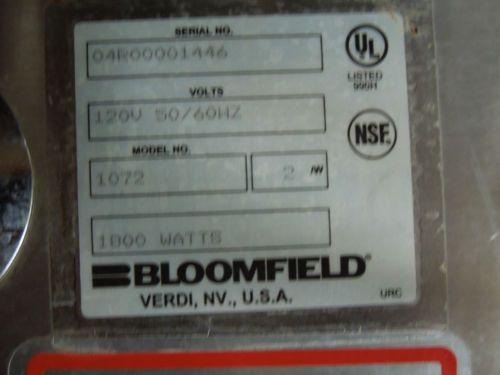 SERIAL NO.
04R00001446
UL
LISTED
990H
VOLTS
120V 50/60HZ
NSF
MODEL NO.
1072 2 /W
1800 WATTS
BLOOMFIELD®
VERDI, NV., U.S.A.
URC